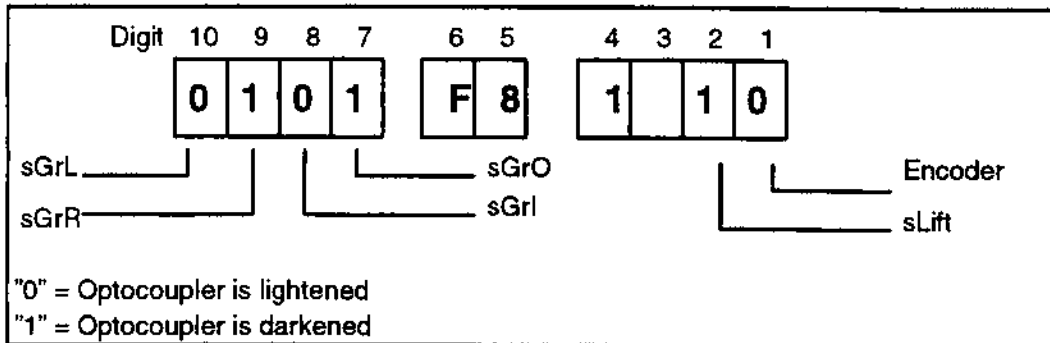 Digit 10 9 8 7 6 5 4 3 2 1
0 1 0 1 F 8 1 1 0
sGrL sGrO Encoder
sGrR sGrI sLift
"0" = Optocoupler is lightened
"1" = Optocoupler is darkened